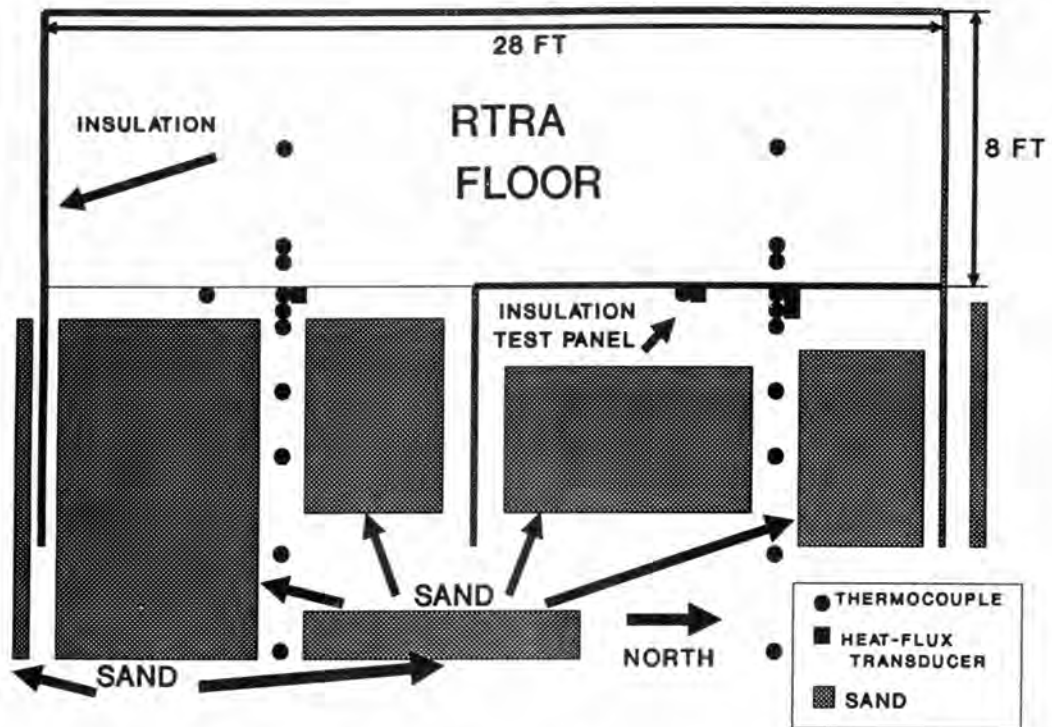 28 FT
INSULATION
RTRA
FLOOR
8 FT
INSULATION
TEST PANEL
SAND
NORTH
SAND
THERMOCOUPLE
HEAT-FLUX
TRANSDUCER
SAND